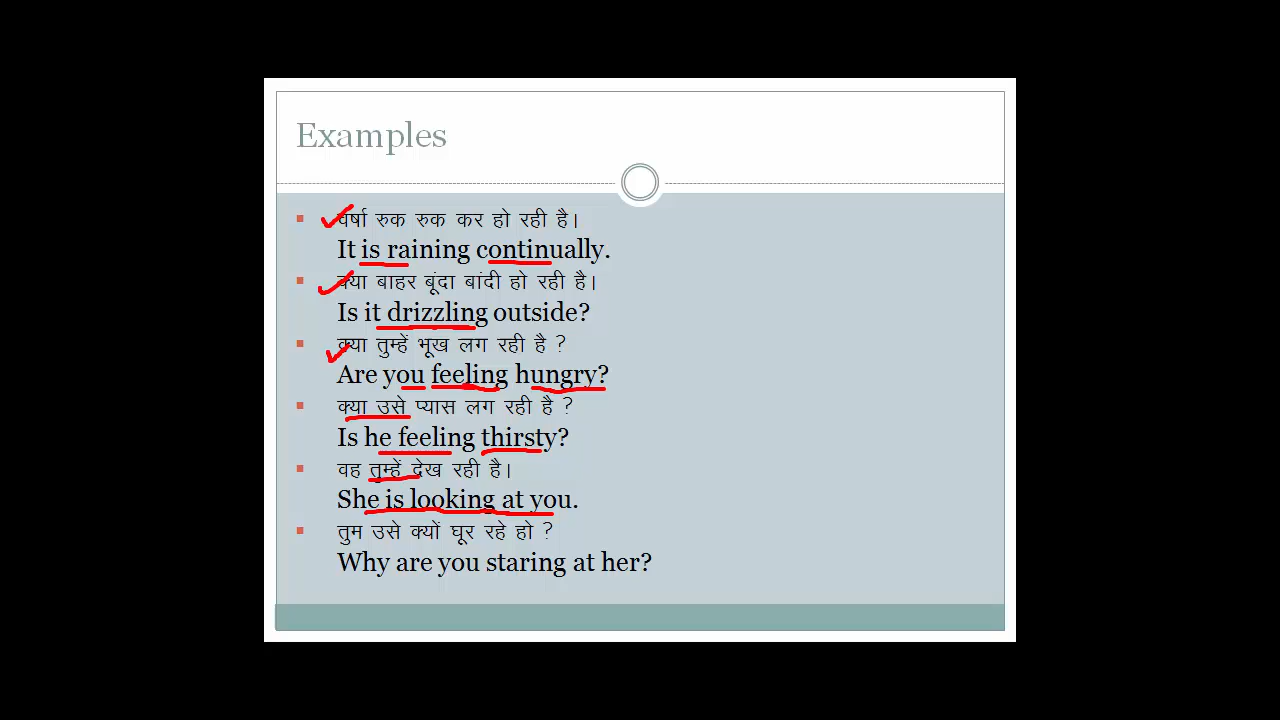 Examples
वर्षा रुक रुक कर हो रही है।
It is raining continually.
क्या बाहर बूंदा बांदी हो रही है।
Is it drizzling outside?
क्या तुम्हें भूख लग रही है ?
Are you feeling hungry?
क्या उसे प्यास लग रही है ?
Is he feeling thirsty?
वह तुम्हें देख रही है।
She is looking at you.
तुम उसे क्यों घूर रहे हो ?
Why are you staring at her?